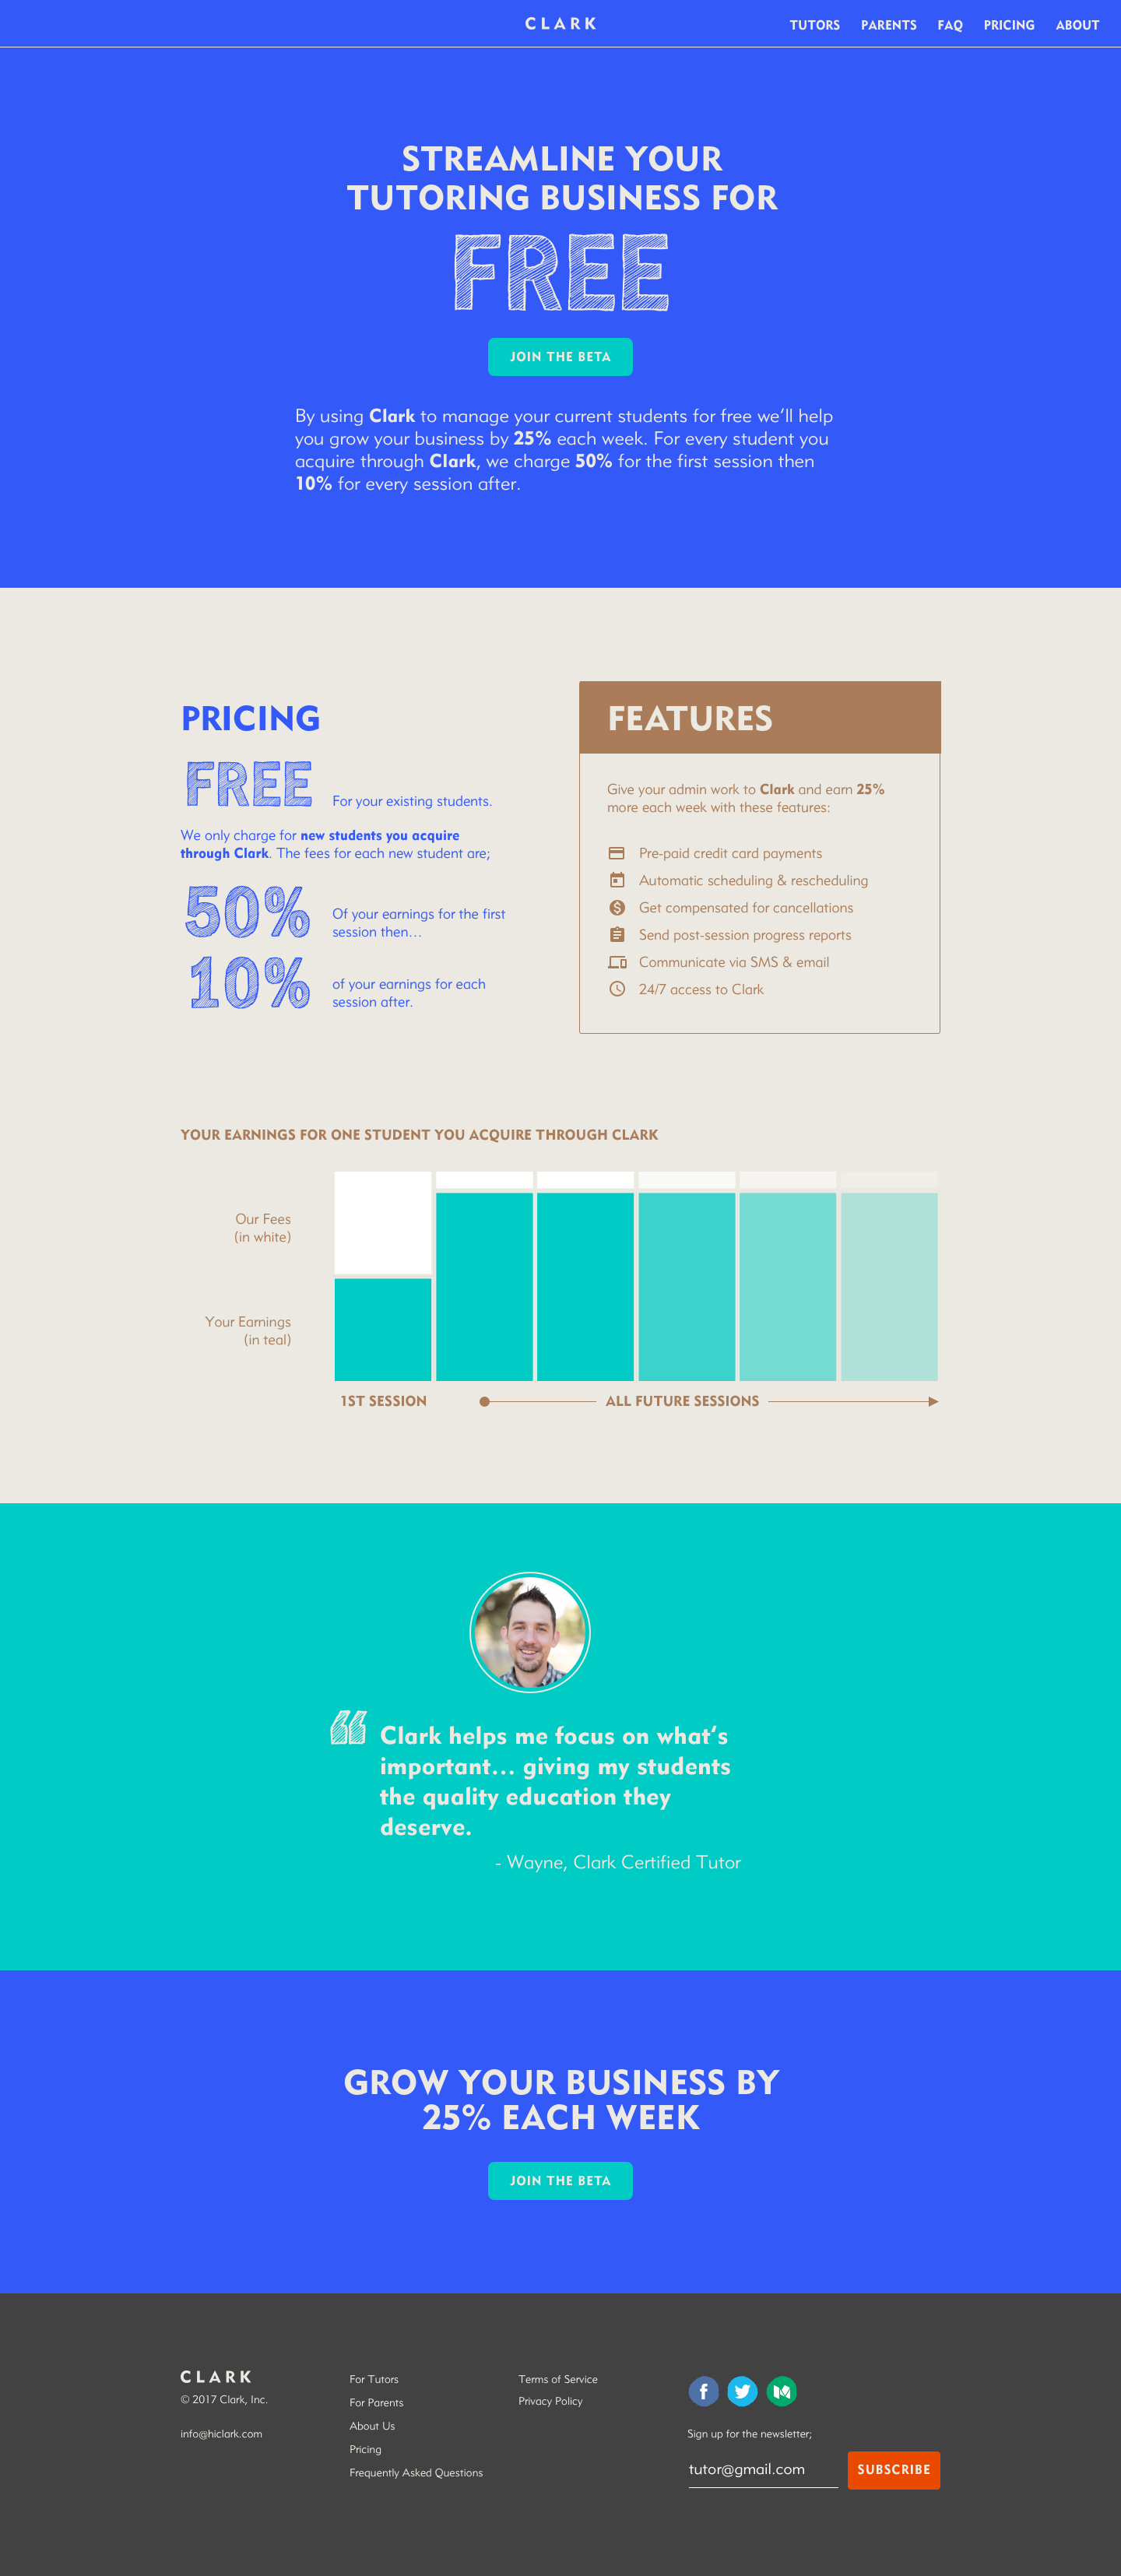 CLARK
TUTORS PARENTS FAQ PRICING ABOUT
STREAMLINE YOUR
TUTORING BUSINESS FOR
FREE
JOIN THE BETA
By using Clark to manage your current students for free we’ll help
you grow your business by 25% each week. For every student you
acquire through Clark, we charge 50% for the first session then
10% for every session after.
PRICING
FREE
For your existing students.
We only charge for new students you acquire
through Clark. The fees for each new student are;
50%
Of your earnings for the first
session then...
10%
of your earnings for each
session after.
FEATURES
Give your admin work to Clark and earn 25%
more each week with these features:
Pre-paid credit card payments
Automatic scheduling & rescheduling
Get compensated for cancellations
Send post-session progress reports
Communicate via SMS & email
24/7 access to Clark
YOUR EARNINGS FOR ONE STUDENT YOU ACQUIRE THROUGH CLARK
Our Fees
(in white)
Your Earnings
(in teal)
1ST SESSION
ALL FUTURE SESSIONS
“
Clark helps me focus on what’s
important... giving my students
the quality education they
deserve.
- Wayne, Clark Certified Tutor
GROW YOUR BUSINESS BY
25% EACH WEEK
JOIN THE BETA
CLARK
© 2017 Clark, Inc.
info@hiclark.com
For Tutors
For Parents
About Us
Pricing
Frequently Asked Questions
Terms of Service
Privacy Policy
Sign up for the newsletter;
tutor@gmail.com
SUBSCRIBE